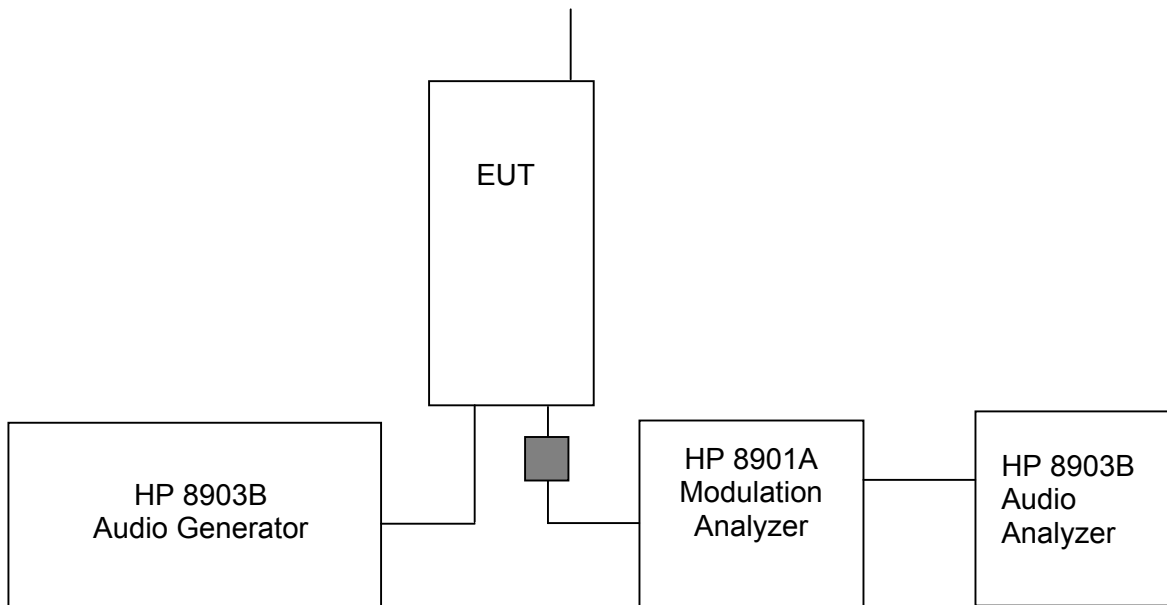 EUT
HP 8903B
Audio Generator
HP 8901A
Modulation
Analyzer
HP 8903B
Audio
Analyzer